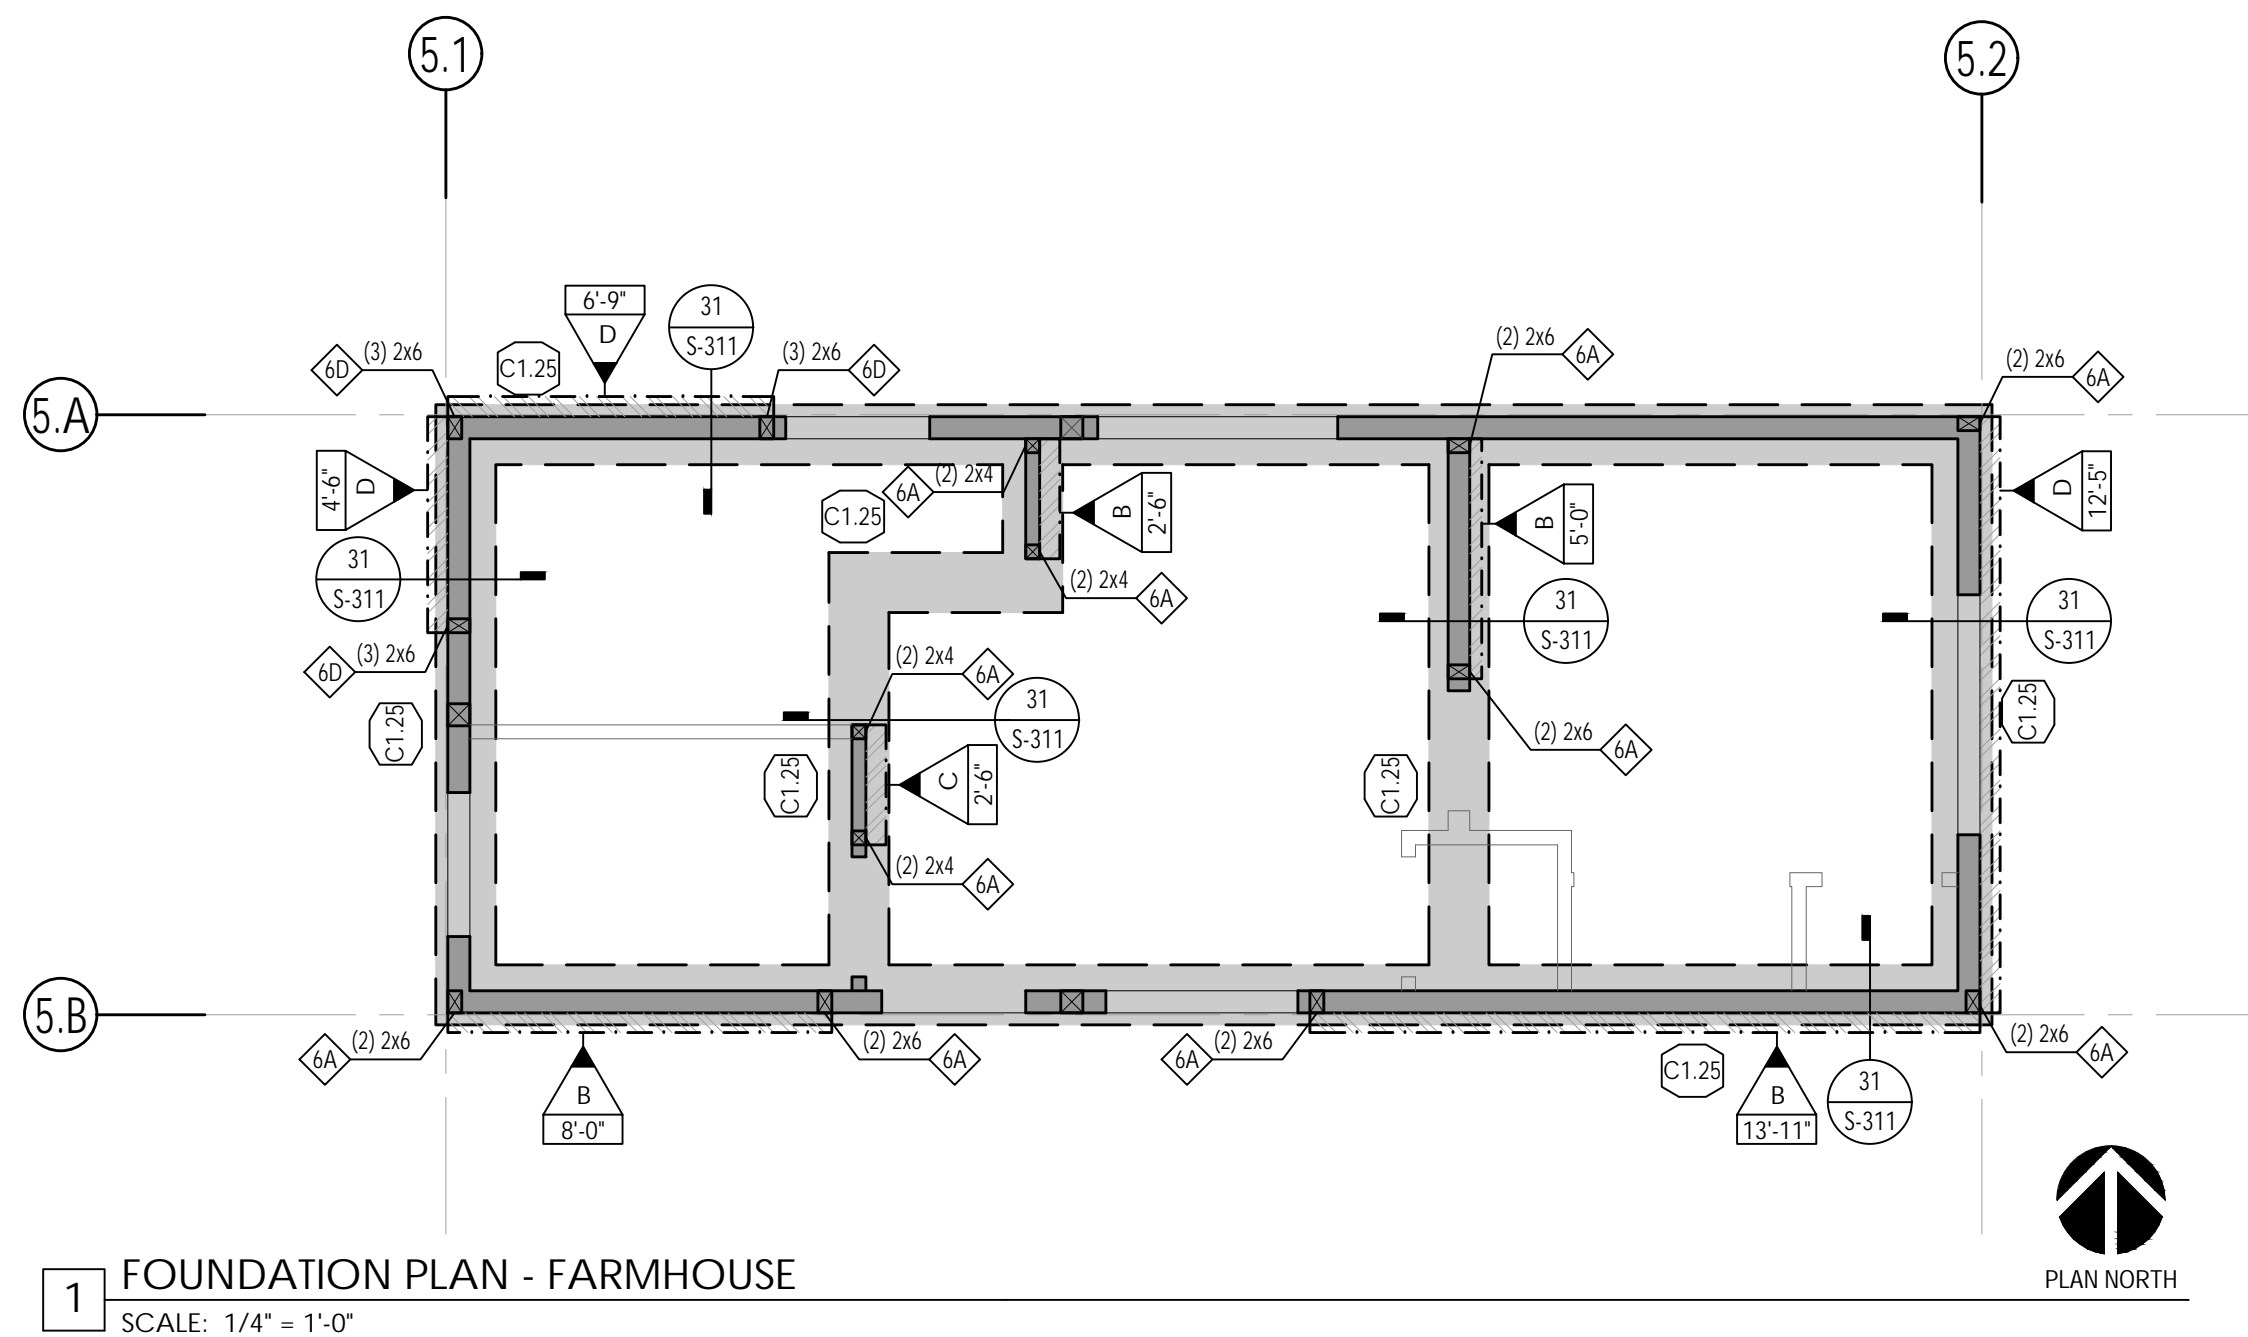 5.1
5.2
6'-9"
D
31
S-311
(3) 2x6
6D
C1.25
(3) 2x6
6D
(2) 2x6
6A
(2) 2x6
6A
5.A
4'-6"
D
(2) 2x4
6A
C1.25
B
2'-6"
B
5'-0"
D
12'-5"
31
S-311
(2) 2x4
6A
31
S-311
31
S-311
(3) 2x6
6D
(2) 2x4
6A
31
S-311
C1.25
C1.25
C
2'-6"
C1.25
(2) 2x6
6A
C1.25
(2) 2x4
6A
5.B
(2) 2x6
6A
(2) 2x6
6A
(2) 2x6
6A
(2) 2x6
6A
B
8'-0"
C1.25
B
13'-11"
31
S-311
PLAN NORTH
1
FOUNDATION PLAN - FARMHOUSE
SCALE: 1/4" = 1'-0"